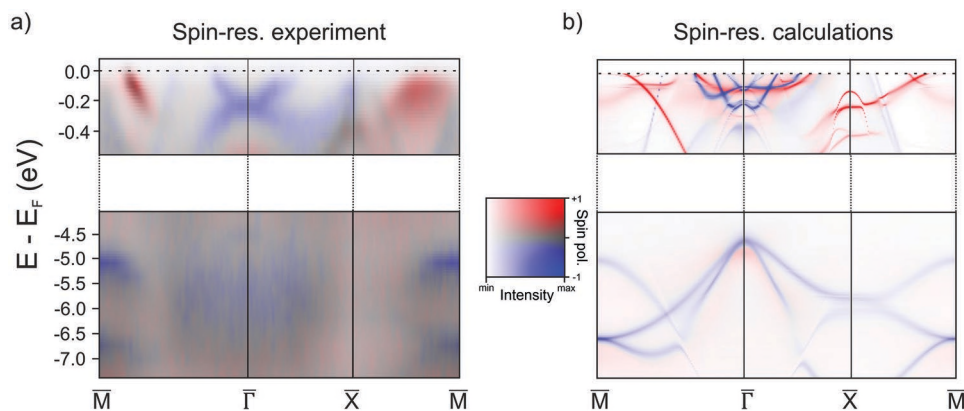 a)
Spin-res. experiment
b)
Spin-res. calculations
E - E_F (eV)
0.0
-0.2
-0.4
-4.5
-5.0
-5.5
-6.0
-6.5
-7.0
+1
Spin pol.
-1
min
max
Intensity
M̅
Γ̅
X̅
M̅
M̅
Γ̅
X̅
M̅